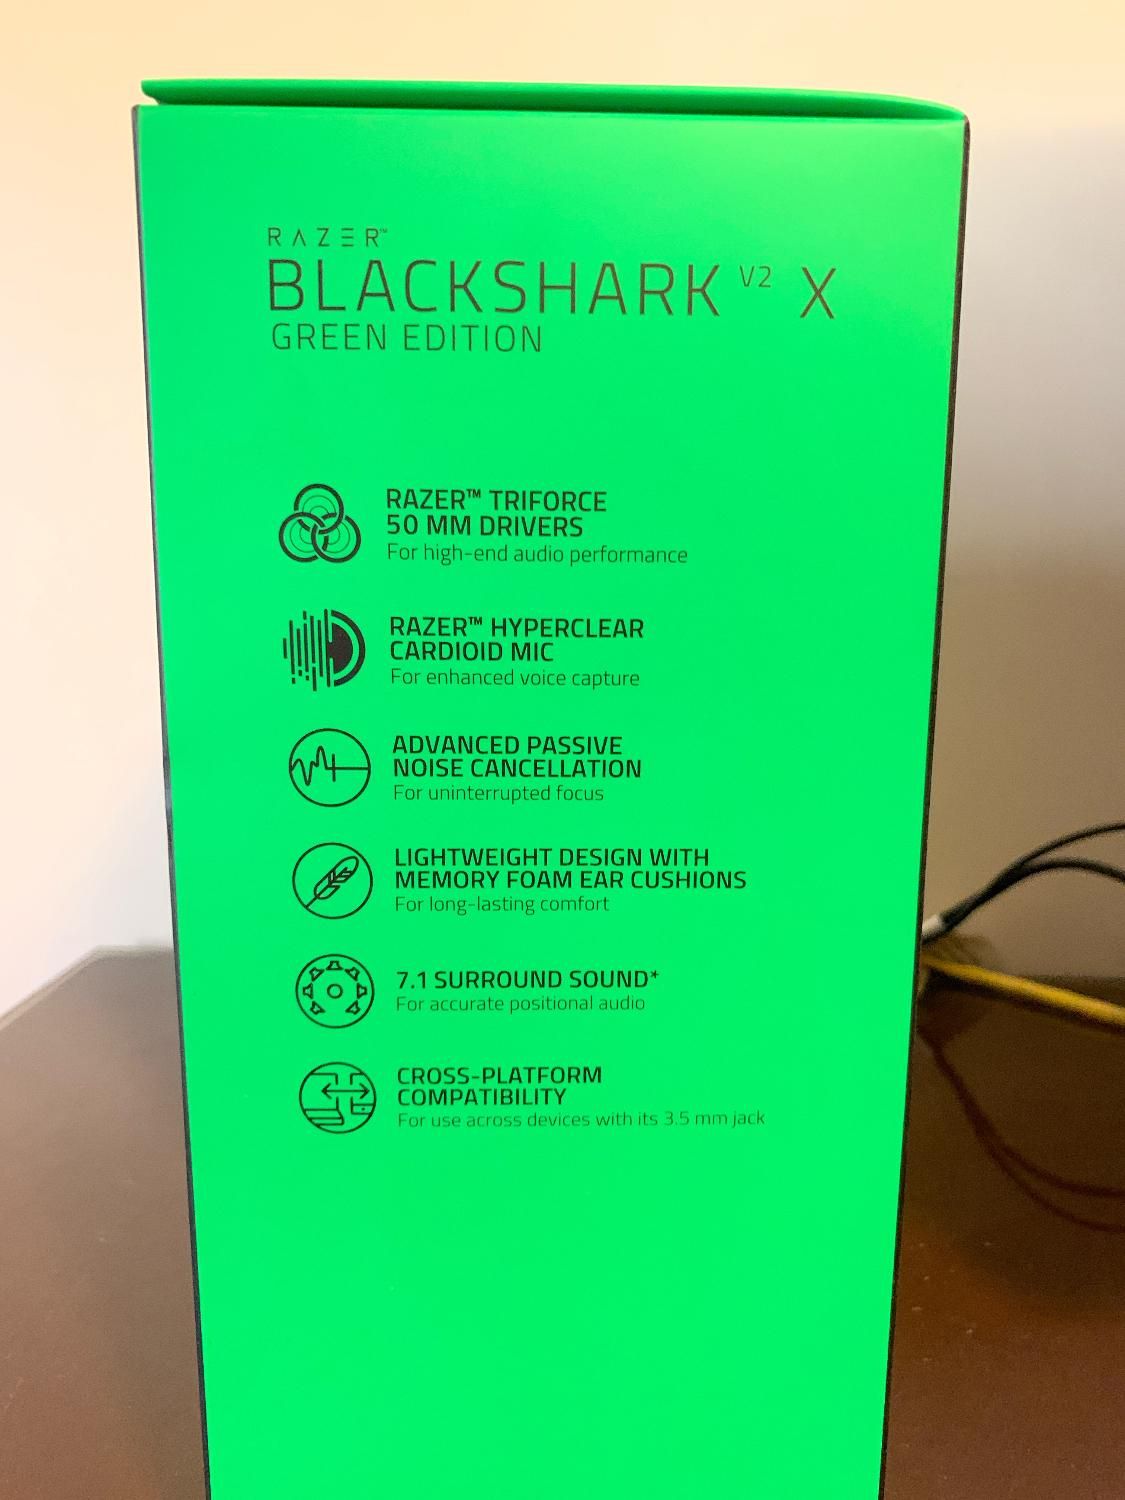 RAZER™
BLACKSHARK V2 X
GREEN EDITION
RAZER™ TRIFORCE
50 MM DRIVERS
For high-end audio performance
RAZER™ HYPERCLEAR
CARDIOID MIC
For enhanced voice capture
ADVANCED PASSIVE
NOISE CANCELLATION
For uninterrupted focus
LIGHTWEIGHT DESIGN WITH
MEMORY FOAM EAR CUSHIONS
For long-lasting comfort
7.1 SURROUND SOUND*
For accurate positional audio
CROSS-PLATFORM
COMPATIBILITY
For use across devices with its 3.5 mm jack